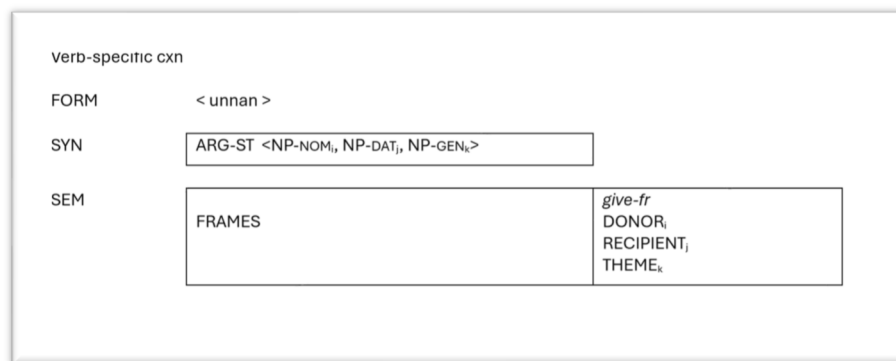 Verb-specific cxn
FORM < unnan >
SYN ARG-ST <NP-NOMi, NP-DATj, NP-GENk>
SEM FRAMES give-fr
DONORi
RECIPIENTj
THEMEk